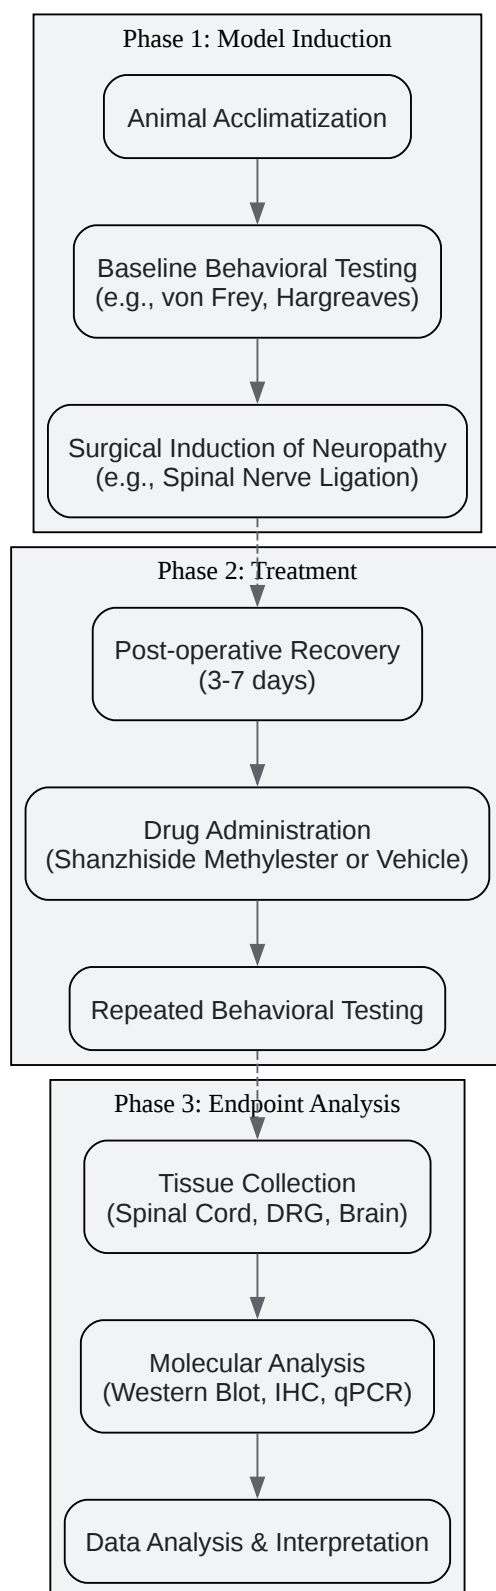 Phase 1: Model Induction
Animal Acclimatization
Baseline Behavioral Testing
(e.g., von Frey, Hargreaves)
Surgical Induction of Neuropathy
(e.g., Spinal Nerve Ligation)
Phase 2: Treatment
Post-operative Recovery
(3-7 days)
Drug Administration
(Shanzhiside Methylester or Vehicle)
Repeated Behavioral Testing
Phase 3: Endpoint Analysis
Tissue Collection
(Spinal Cord, DRG, Brain)
Molecular Analysis
(Western Blot, IHC, qPCR)
Data Analysis & Interpretation